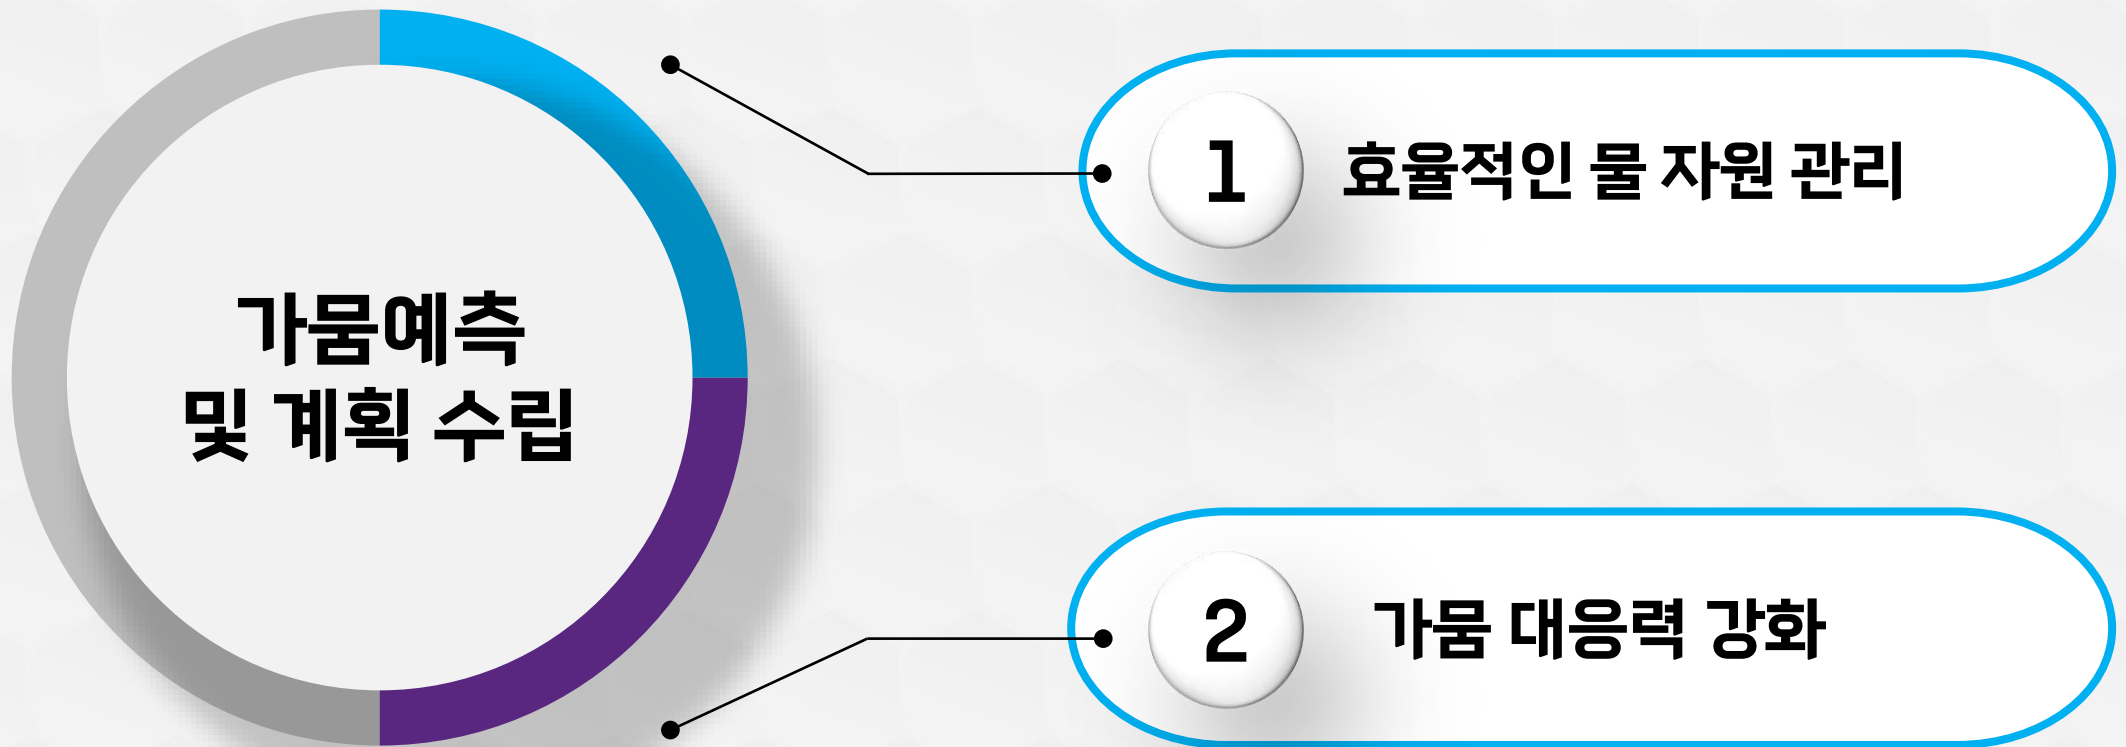 가뭄예측
및 계획 수립
1 효율적인 물 자원 관리
2 가뭄 대응력 강화